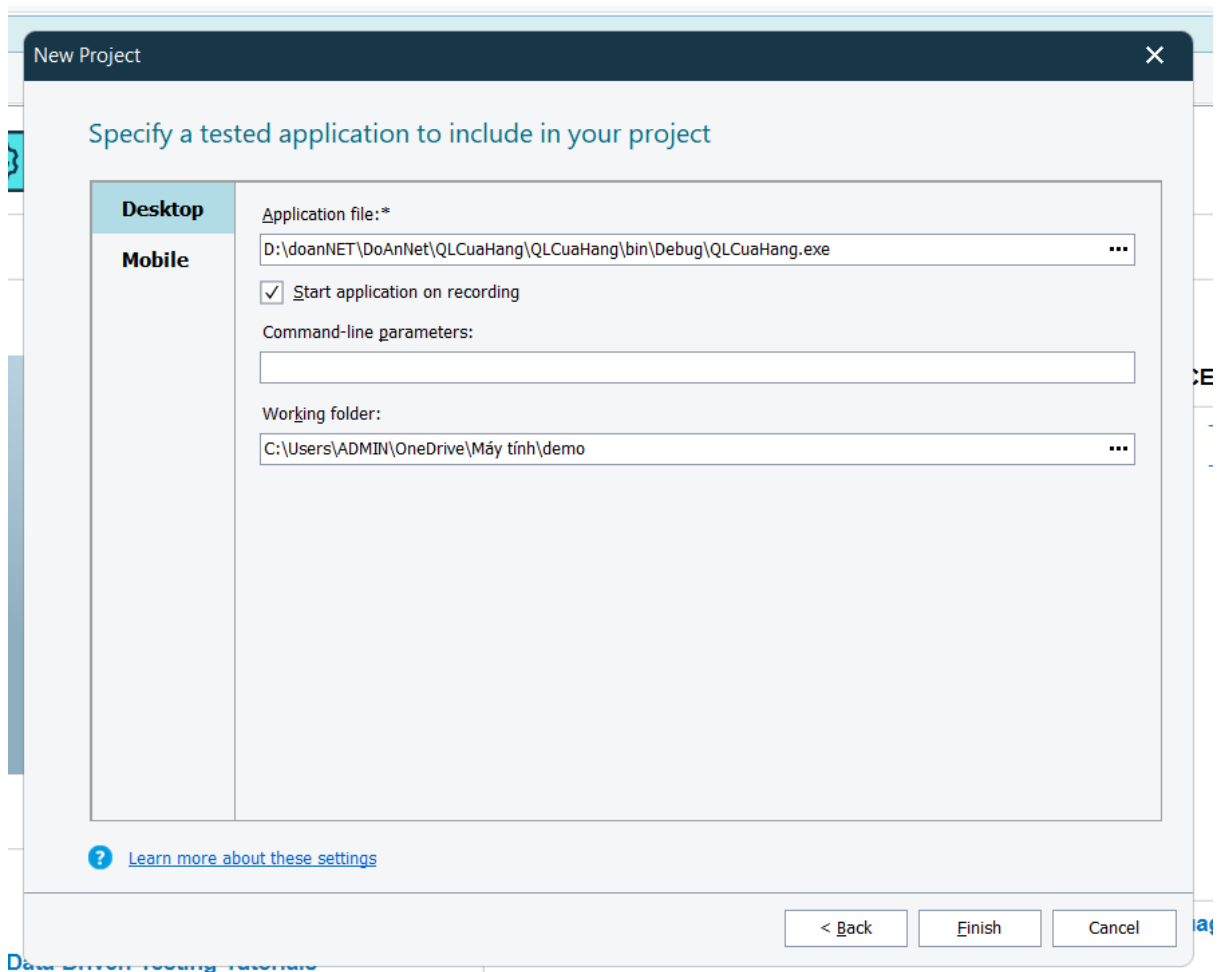 New Project
Specify a tested application to include in your project
Desktop
Mobile
Application file:*
D:\doanNET\DoAnNet\QLCuaHang\QLCuaHang\bin\Debug\QLCuaHang.exe
Start application on recording
Command-line parameters:
Working folder:
C:\Users\ADMIN\OneDrive\Máy tính\demo
Learn more about these settings
< Back
Finish
Cancel